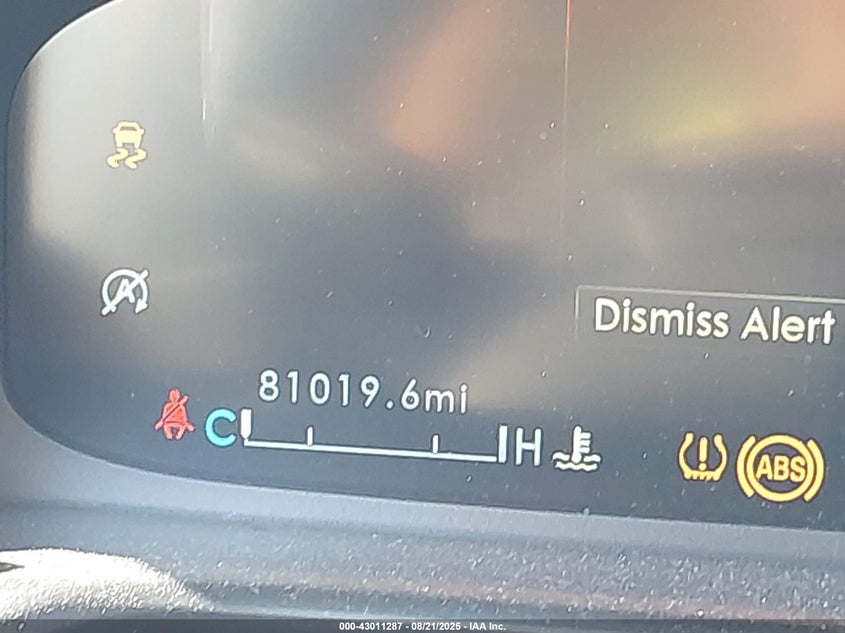 Dismiss Alert
81019.6mi
C H
ABS
000-43011287 - 08/21/2025 - IAA Inc.